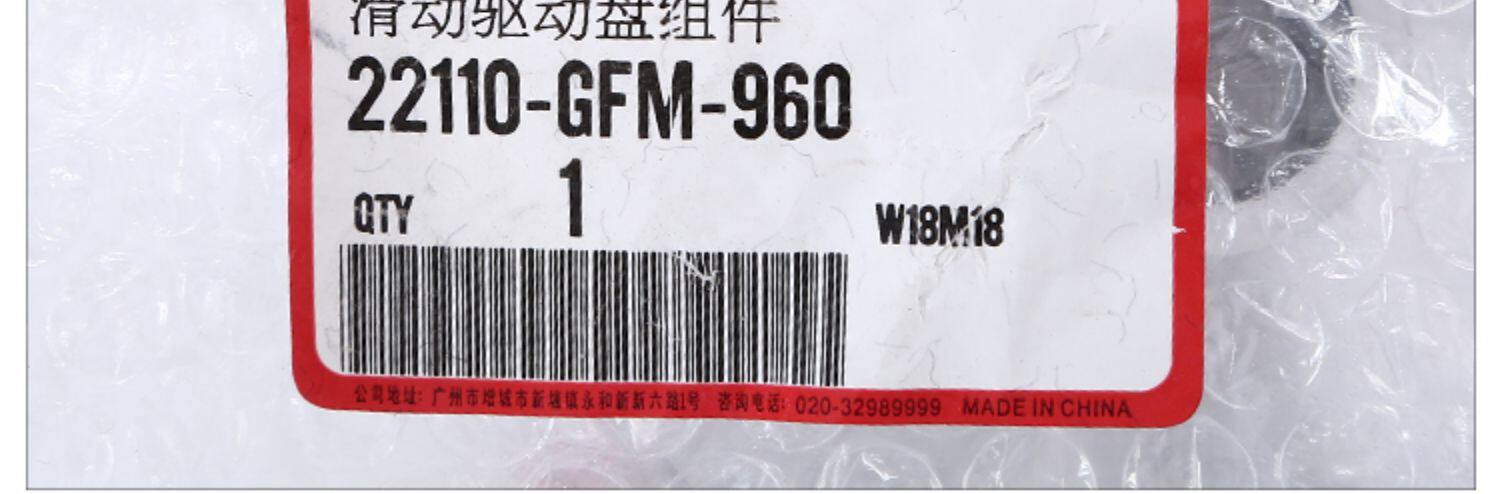 滑动驱动盘组件
22110-GFM-960
QTY 1 W18M18
公司地址: 广州市增城市新塘镇永和新新六路1号 咨询电话: 020-32989999 MADE IN CHINA